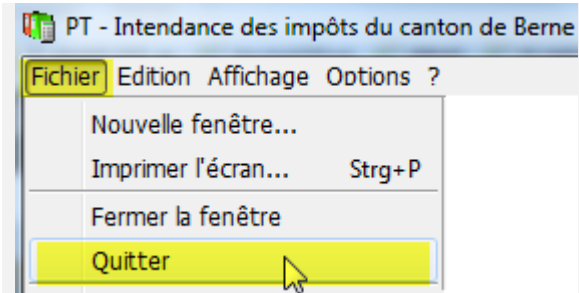 PT - Intendance des impôts du canton de Berne
Fichier Edition Affichage Options ?
Nouvelle fenêtre...
Imprimer l'écran... Strg+P
Fermer la fenêtre
Quitter